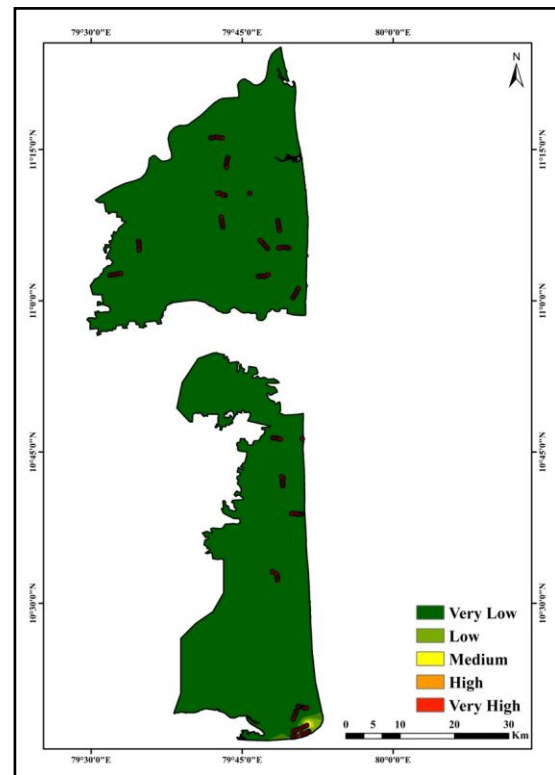 79°30'0"E 79°45'0"E 80°0'0"E
N
11°15'0"N 11°15'0"N
11°0'0"N 11°0'0"N
10°45'0"N 10°45'0"N
10°30'0"N 10°30'0"N
Very Low
Low
Medium
High
Very High
0 5 10 20 30
Km
79°30'0"E 79°45'0"E 80°0'0"E